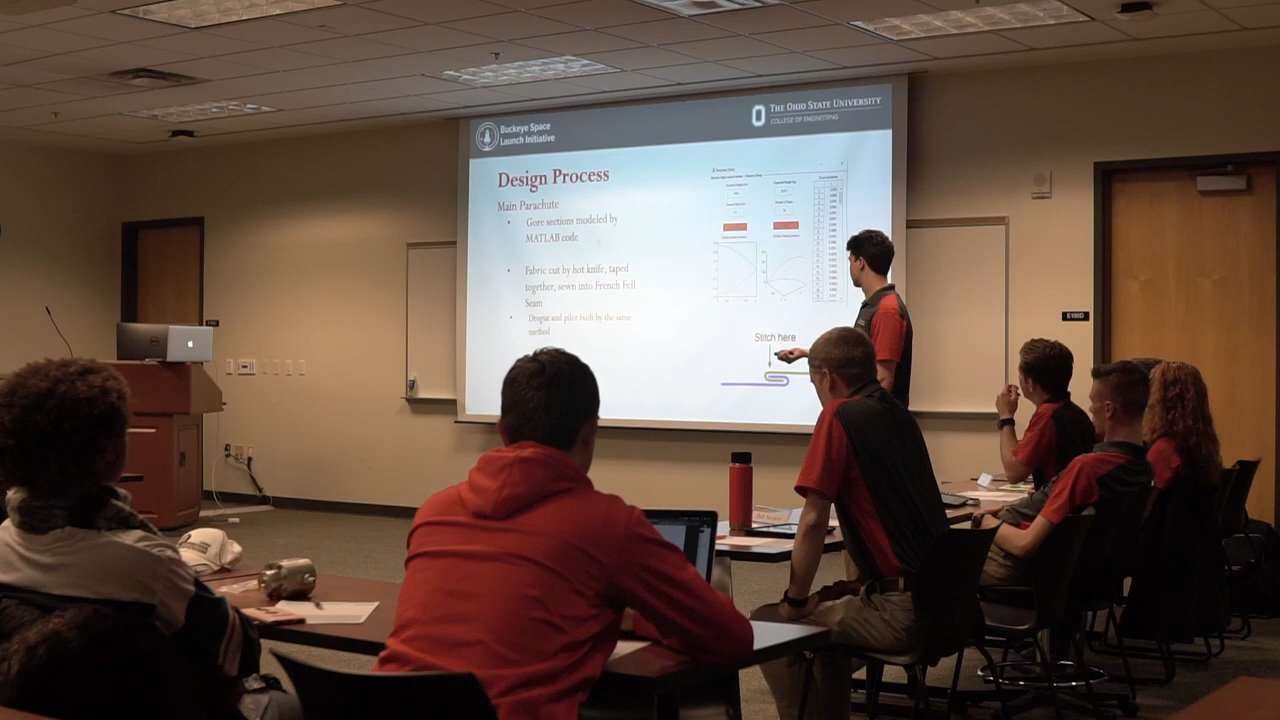 Buckeye Space
Launch Initiative
THE OHIO STATE UNIVERSITY
COLLEGE OF ENGINEERING
Design Process
Main Parachute
• Gore sections modeled by
MATLAB code
• Fabric cut by hot knife, taped
together, sewn into French Fell
Seam
• Drogue and pilot built by the same
method
Stitch here
E100D